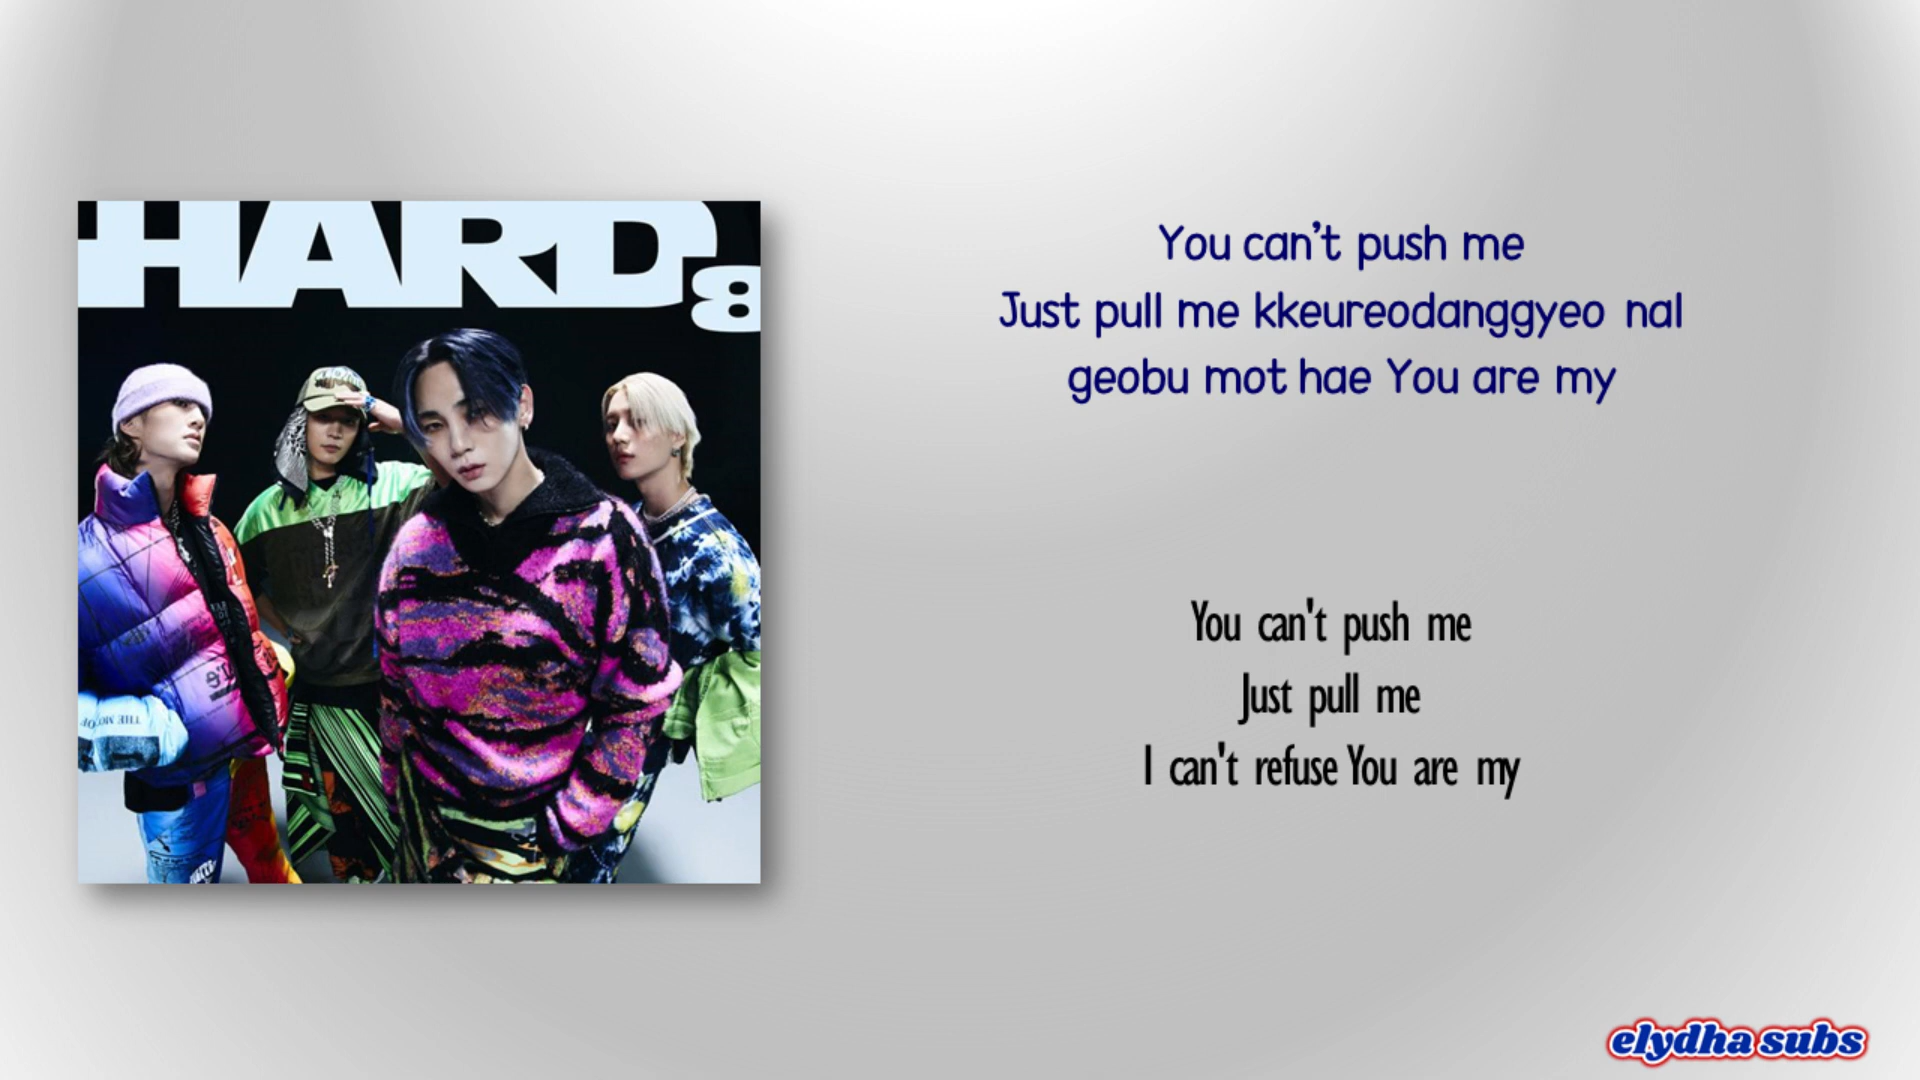 HARD
8
You can't push me
Just pull me kkeureodanggyeo nal
geobu mot hae You are my
You can't push me
Just pull me
I can't refuse You are my
elydha subs